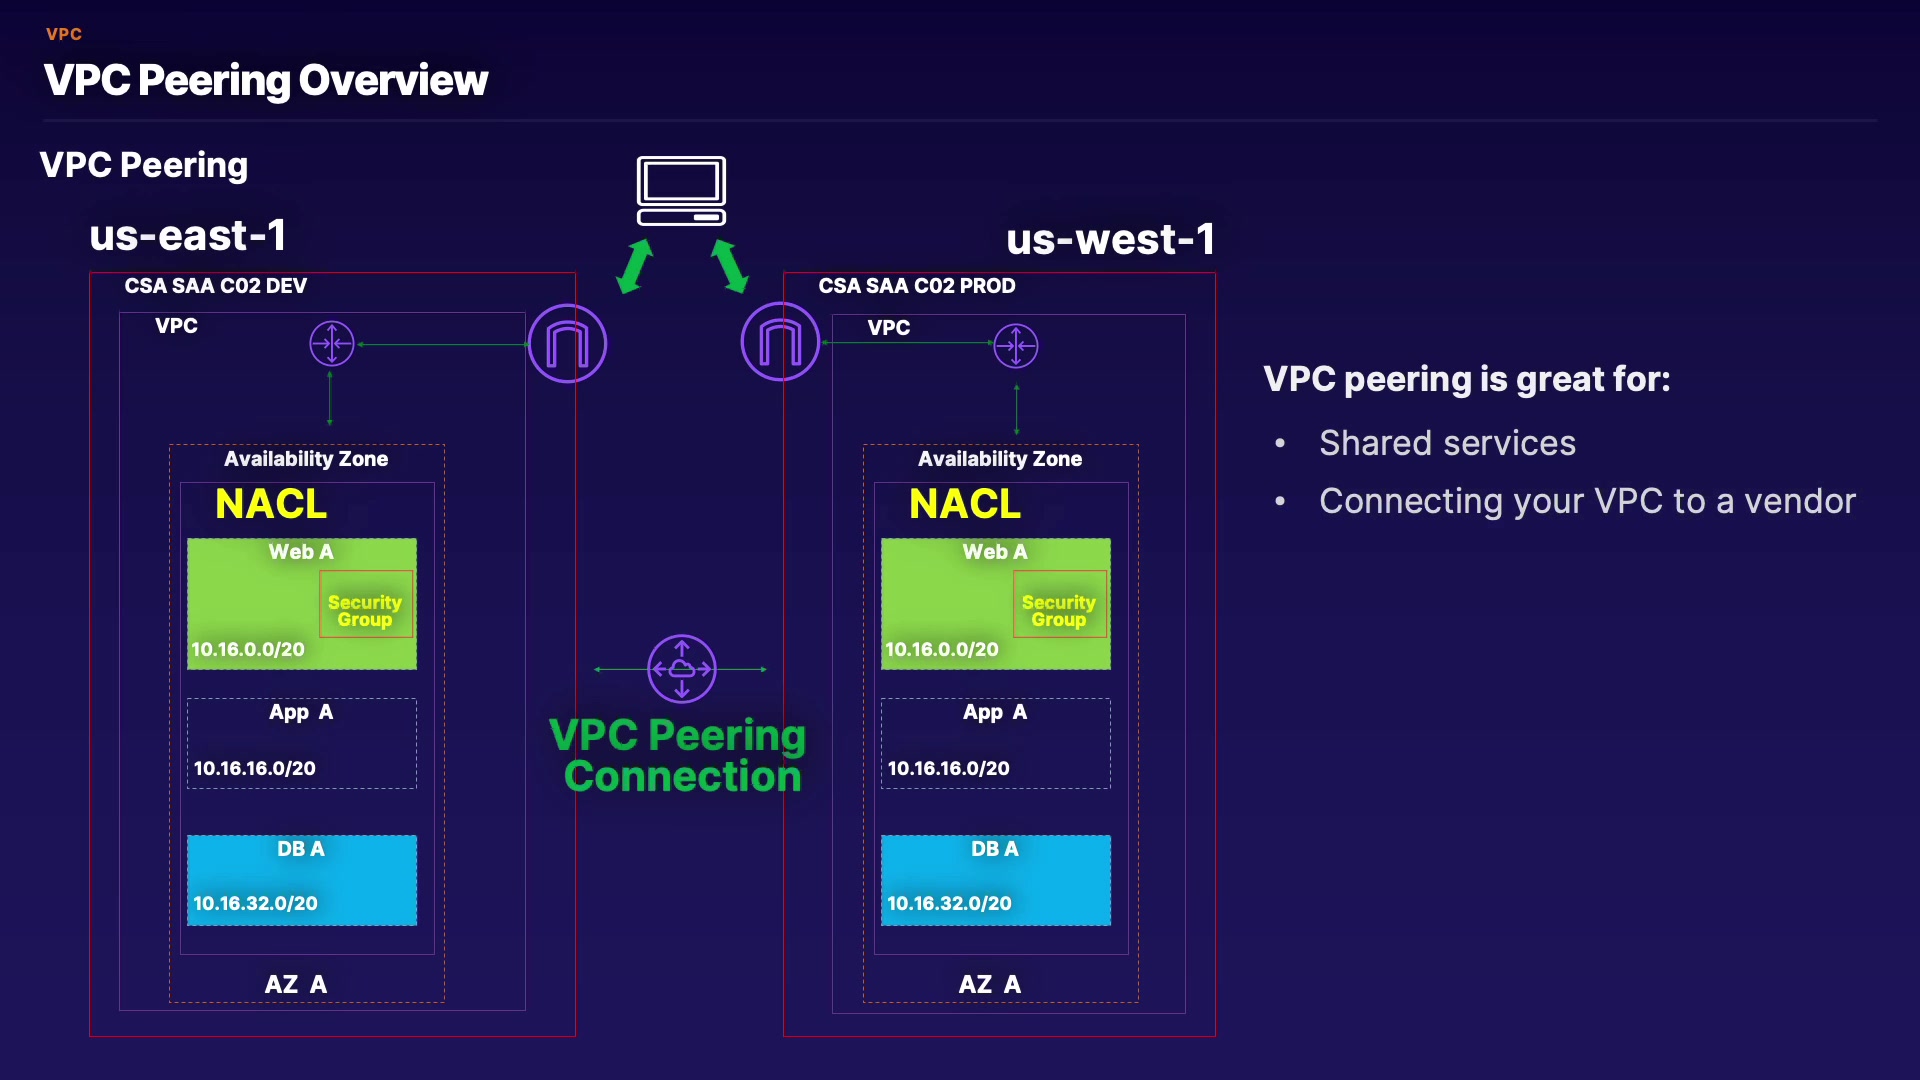 VPC
VPC Peering Overview
VPC Peering
us-east-1
CSA SAA C02 DEV
VPC
Availability Zone
NACL
Web A
Security
Group
10.16.0.0/20
App A
10.16.16.0/20
DB A
10.16.32.0/20
AZ A
VPC Peering
Connection
us-west-1
CSA SAA C02 PROD
VPC
Availability Zone
NACL
Web A
Security
Group
10.16.0.0/20
App A
10.16.16.0/20
DB A
10.16.32.0/20
AZ A
VPC peering is great for:
• Shared services
• Connecting your VPC to a vendor